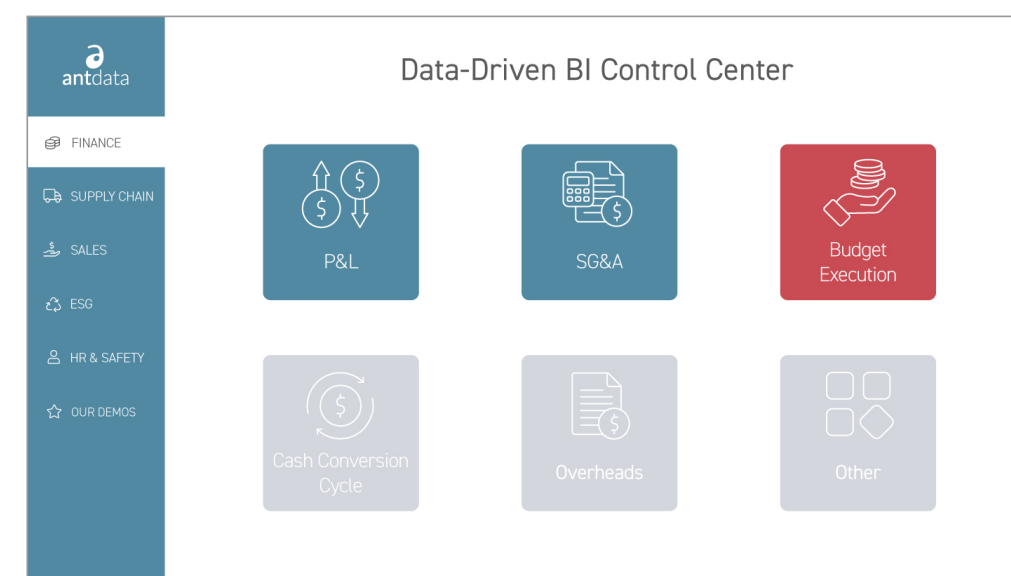 antdata
Data-Driven BI Control Center
FINANCE
SUPPLY CHAIN
SALES
ESG
HR & SAFETY
OUR DEMOS
P&L
SG&A
Budget
Execution
Cash Conversion
Cycle
Overheads
Other